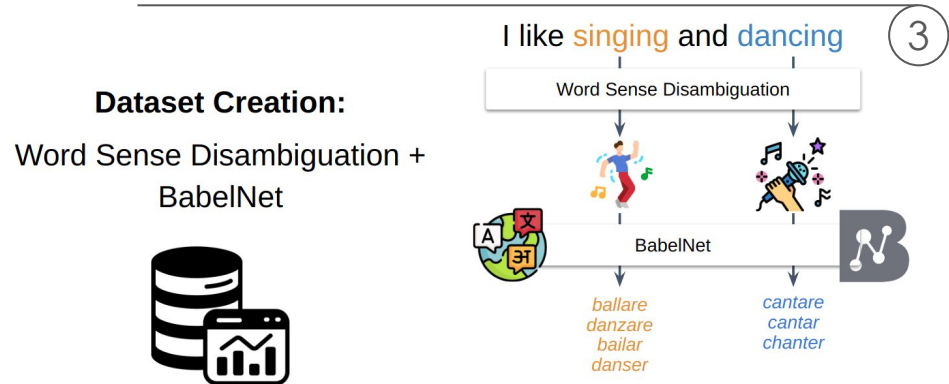 3
I like singing and dancing
Word Sense Disambiguation
Dataset Creation:
Word Sense Disambiguation +
BabelNet
A
文
अ
BabelNet
ballare
danzare
bailar
danser
cantare
cantar
chanter